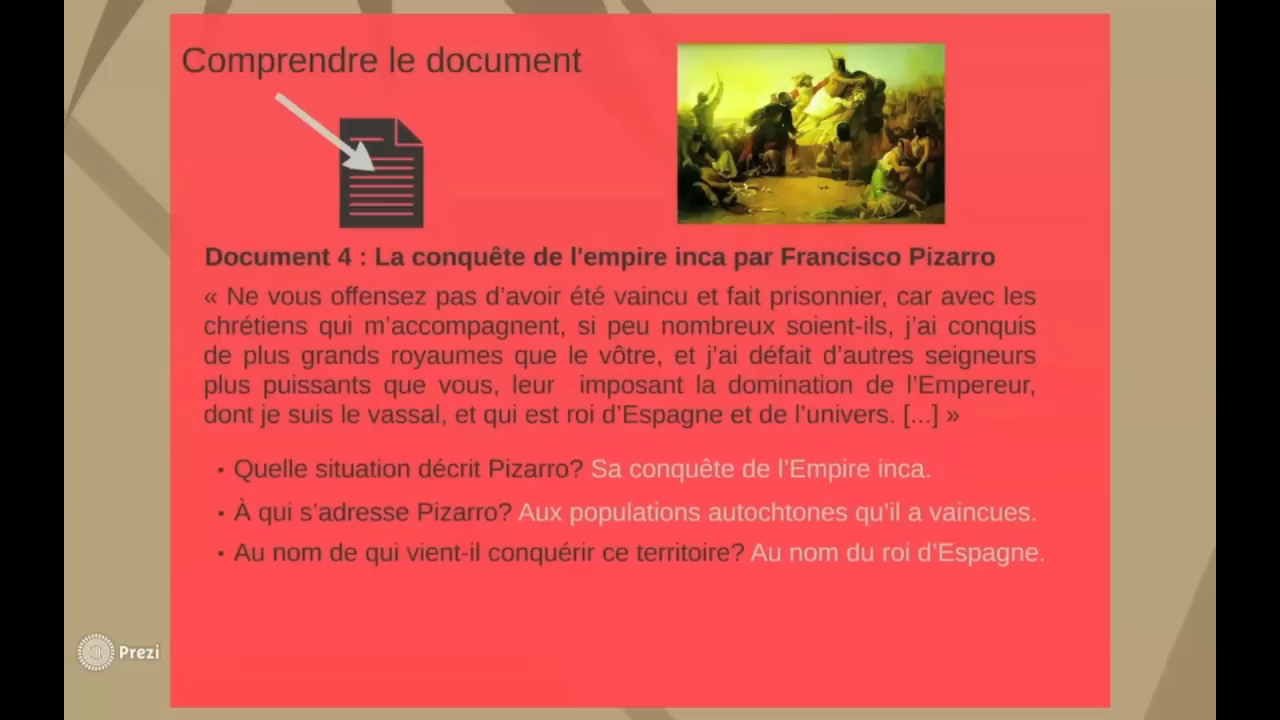 Comprendre le document
Document 4 : La conquête de l'empire inca par Francisco Pizarro
« Ne vous offensez pas d’avoir été vaincu et fait prisonnier, car avec les
chrétiens qui m’accompagnent, si peu nombreux soient-ils, j’ai conquis
de plus grands royaumes que le vôtre, et j’ai défait d’autres seigneurs
plus puissants que vous, leur imposant la domination de l’Empereur,
dont je suis le vassal, et qui est roi d’Espagne et de l’univers. [...] »
• Quelle situation décrit Pizarro? Sa conquête de l’Empire inca.
• À qui s’adresse Pizarro? Aux populations autochtones qu’il a vaincues.
• Au nom de qui vient-il conquérir ce territoire? Au nom du roi d’Espagne.
Prezi